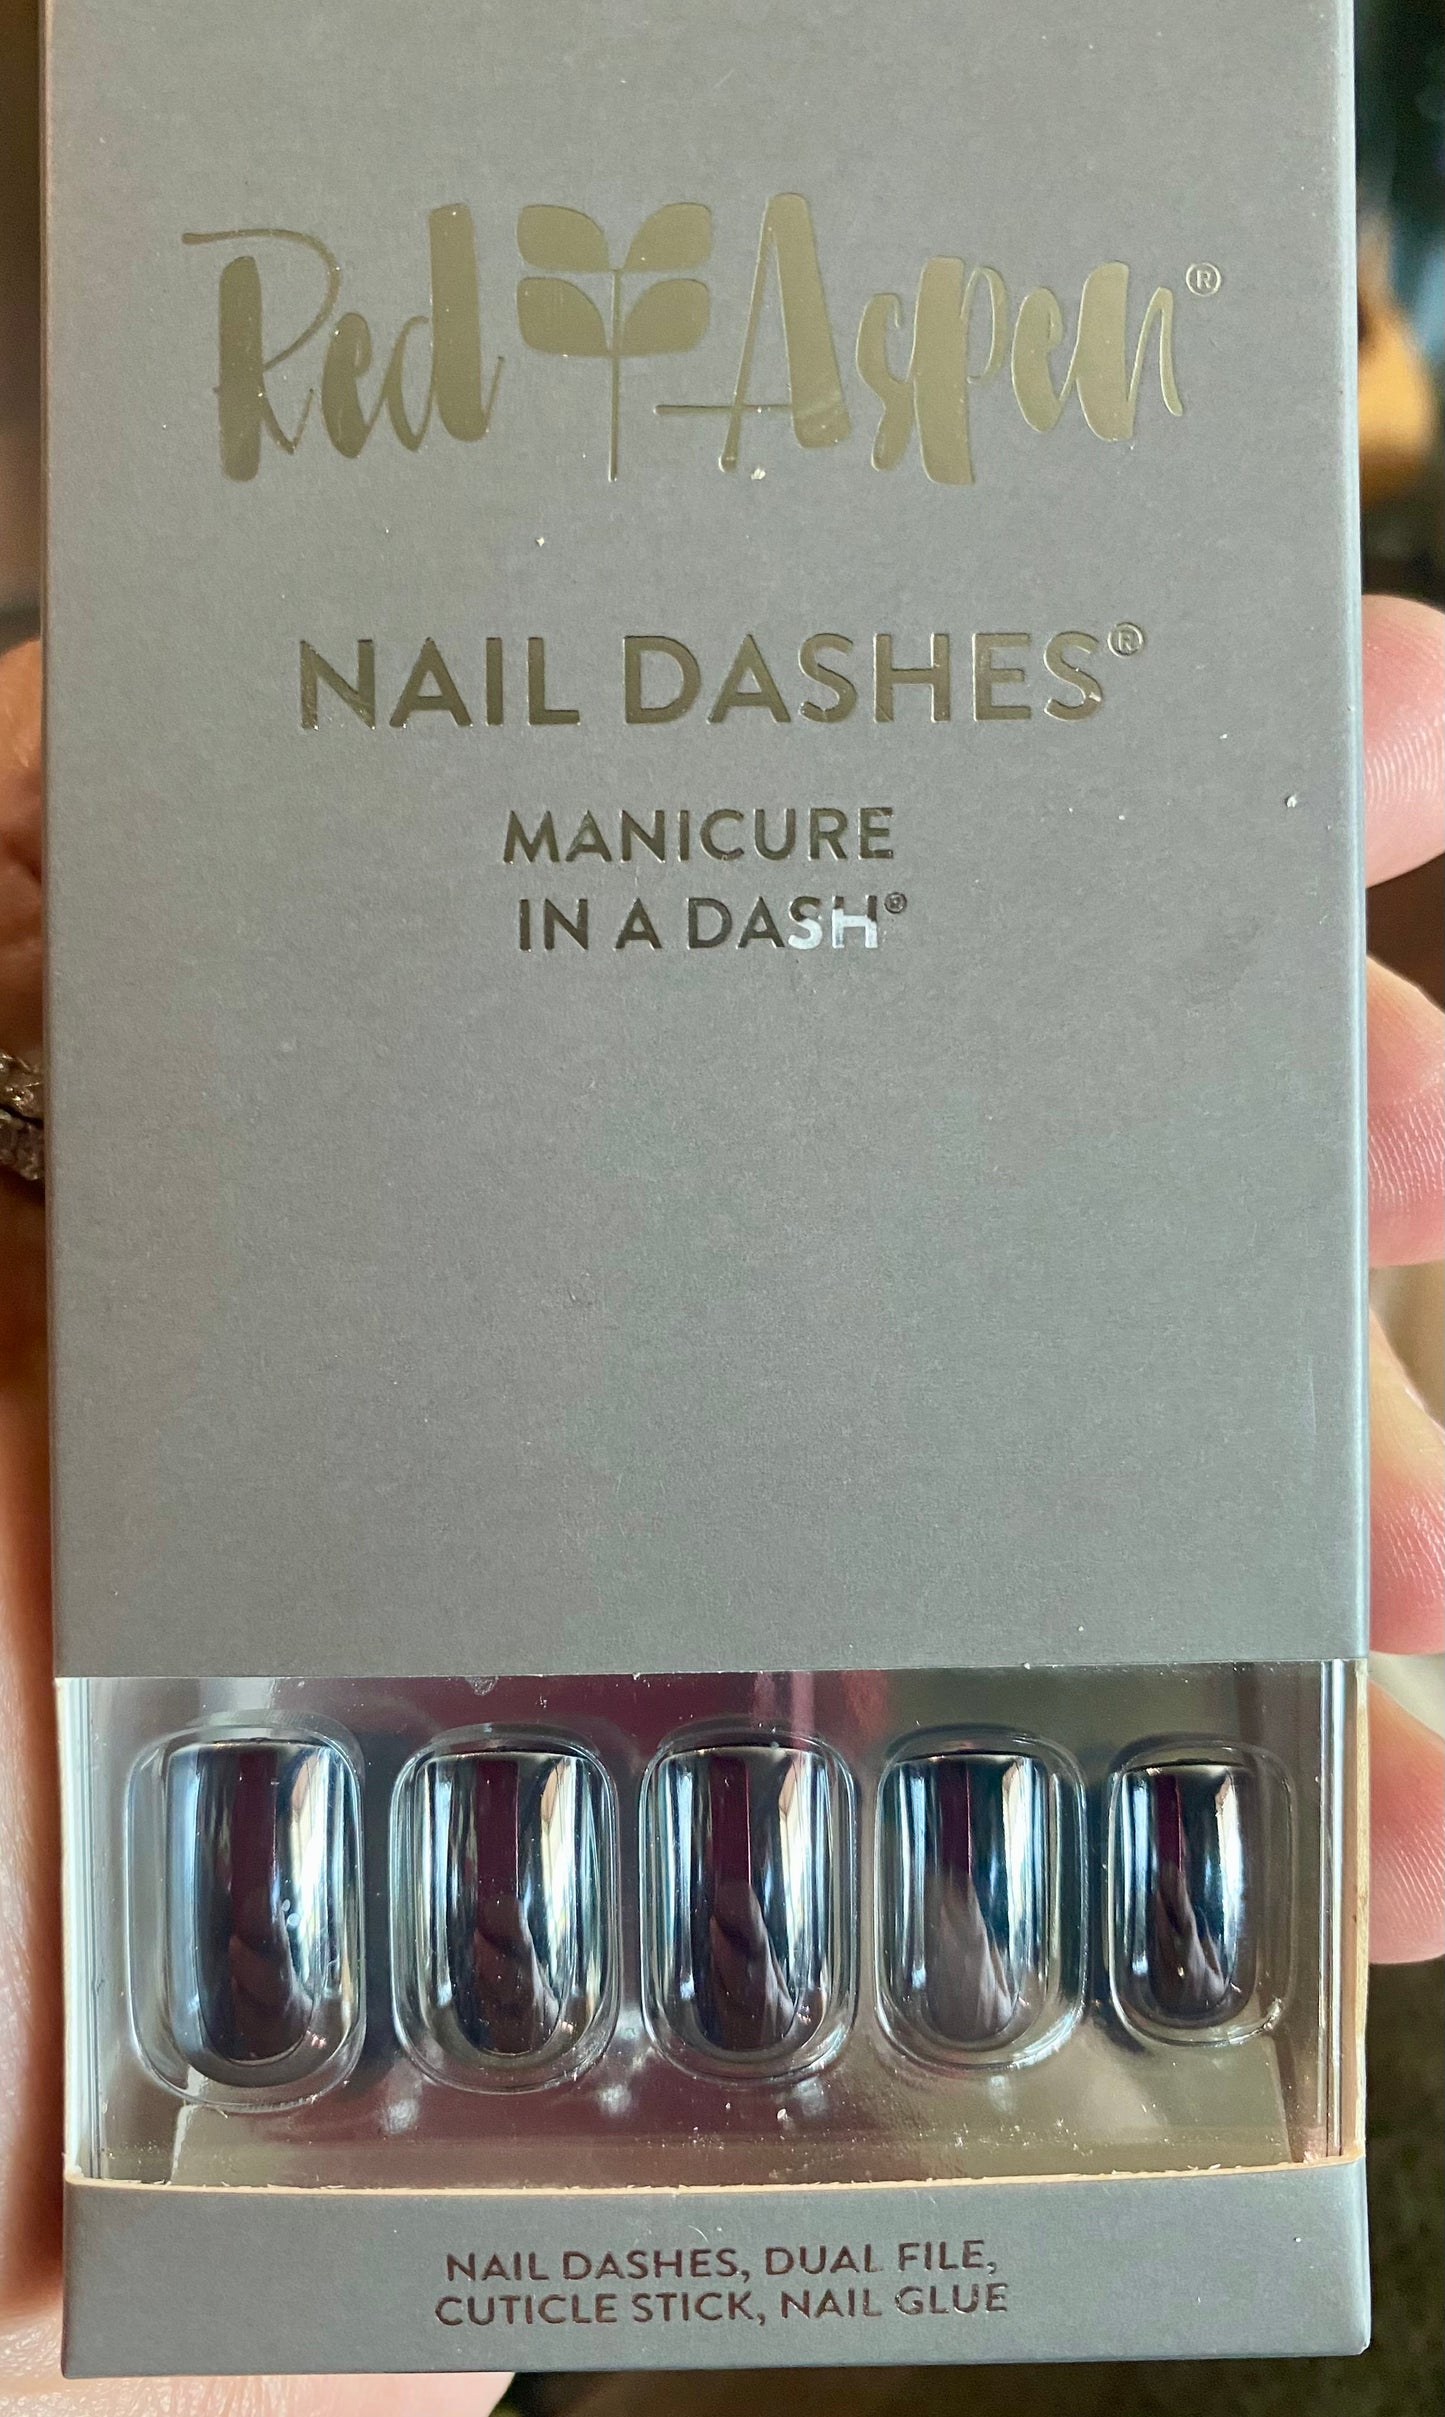 Red Aspen®
NAIL DASHES®
MANICURE
IN A DASH®
NAIL DASHES, DUAL FILE,
CUTICLE STICK, NAIL GLUE